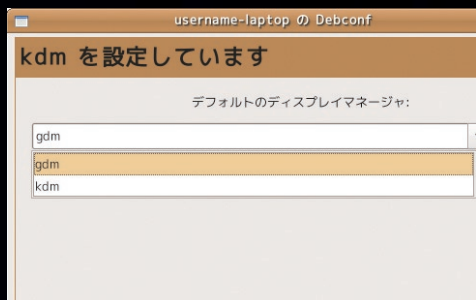 username-laptop の Debconf
kdm を設定しています
デフォルトのディスプレイマネージャ:
gdm
gdm
kdm